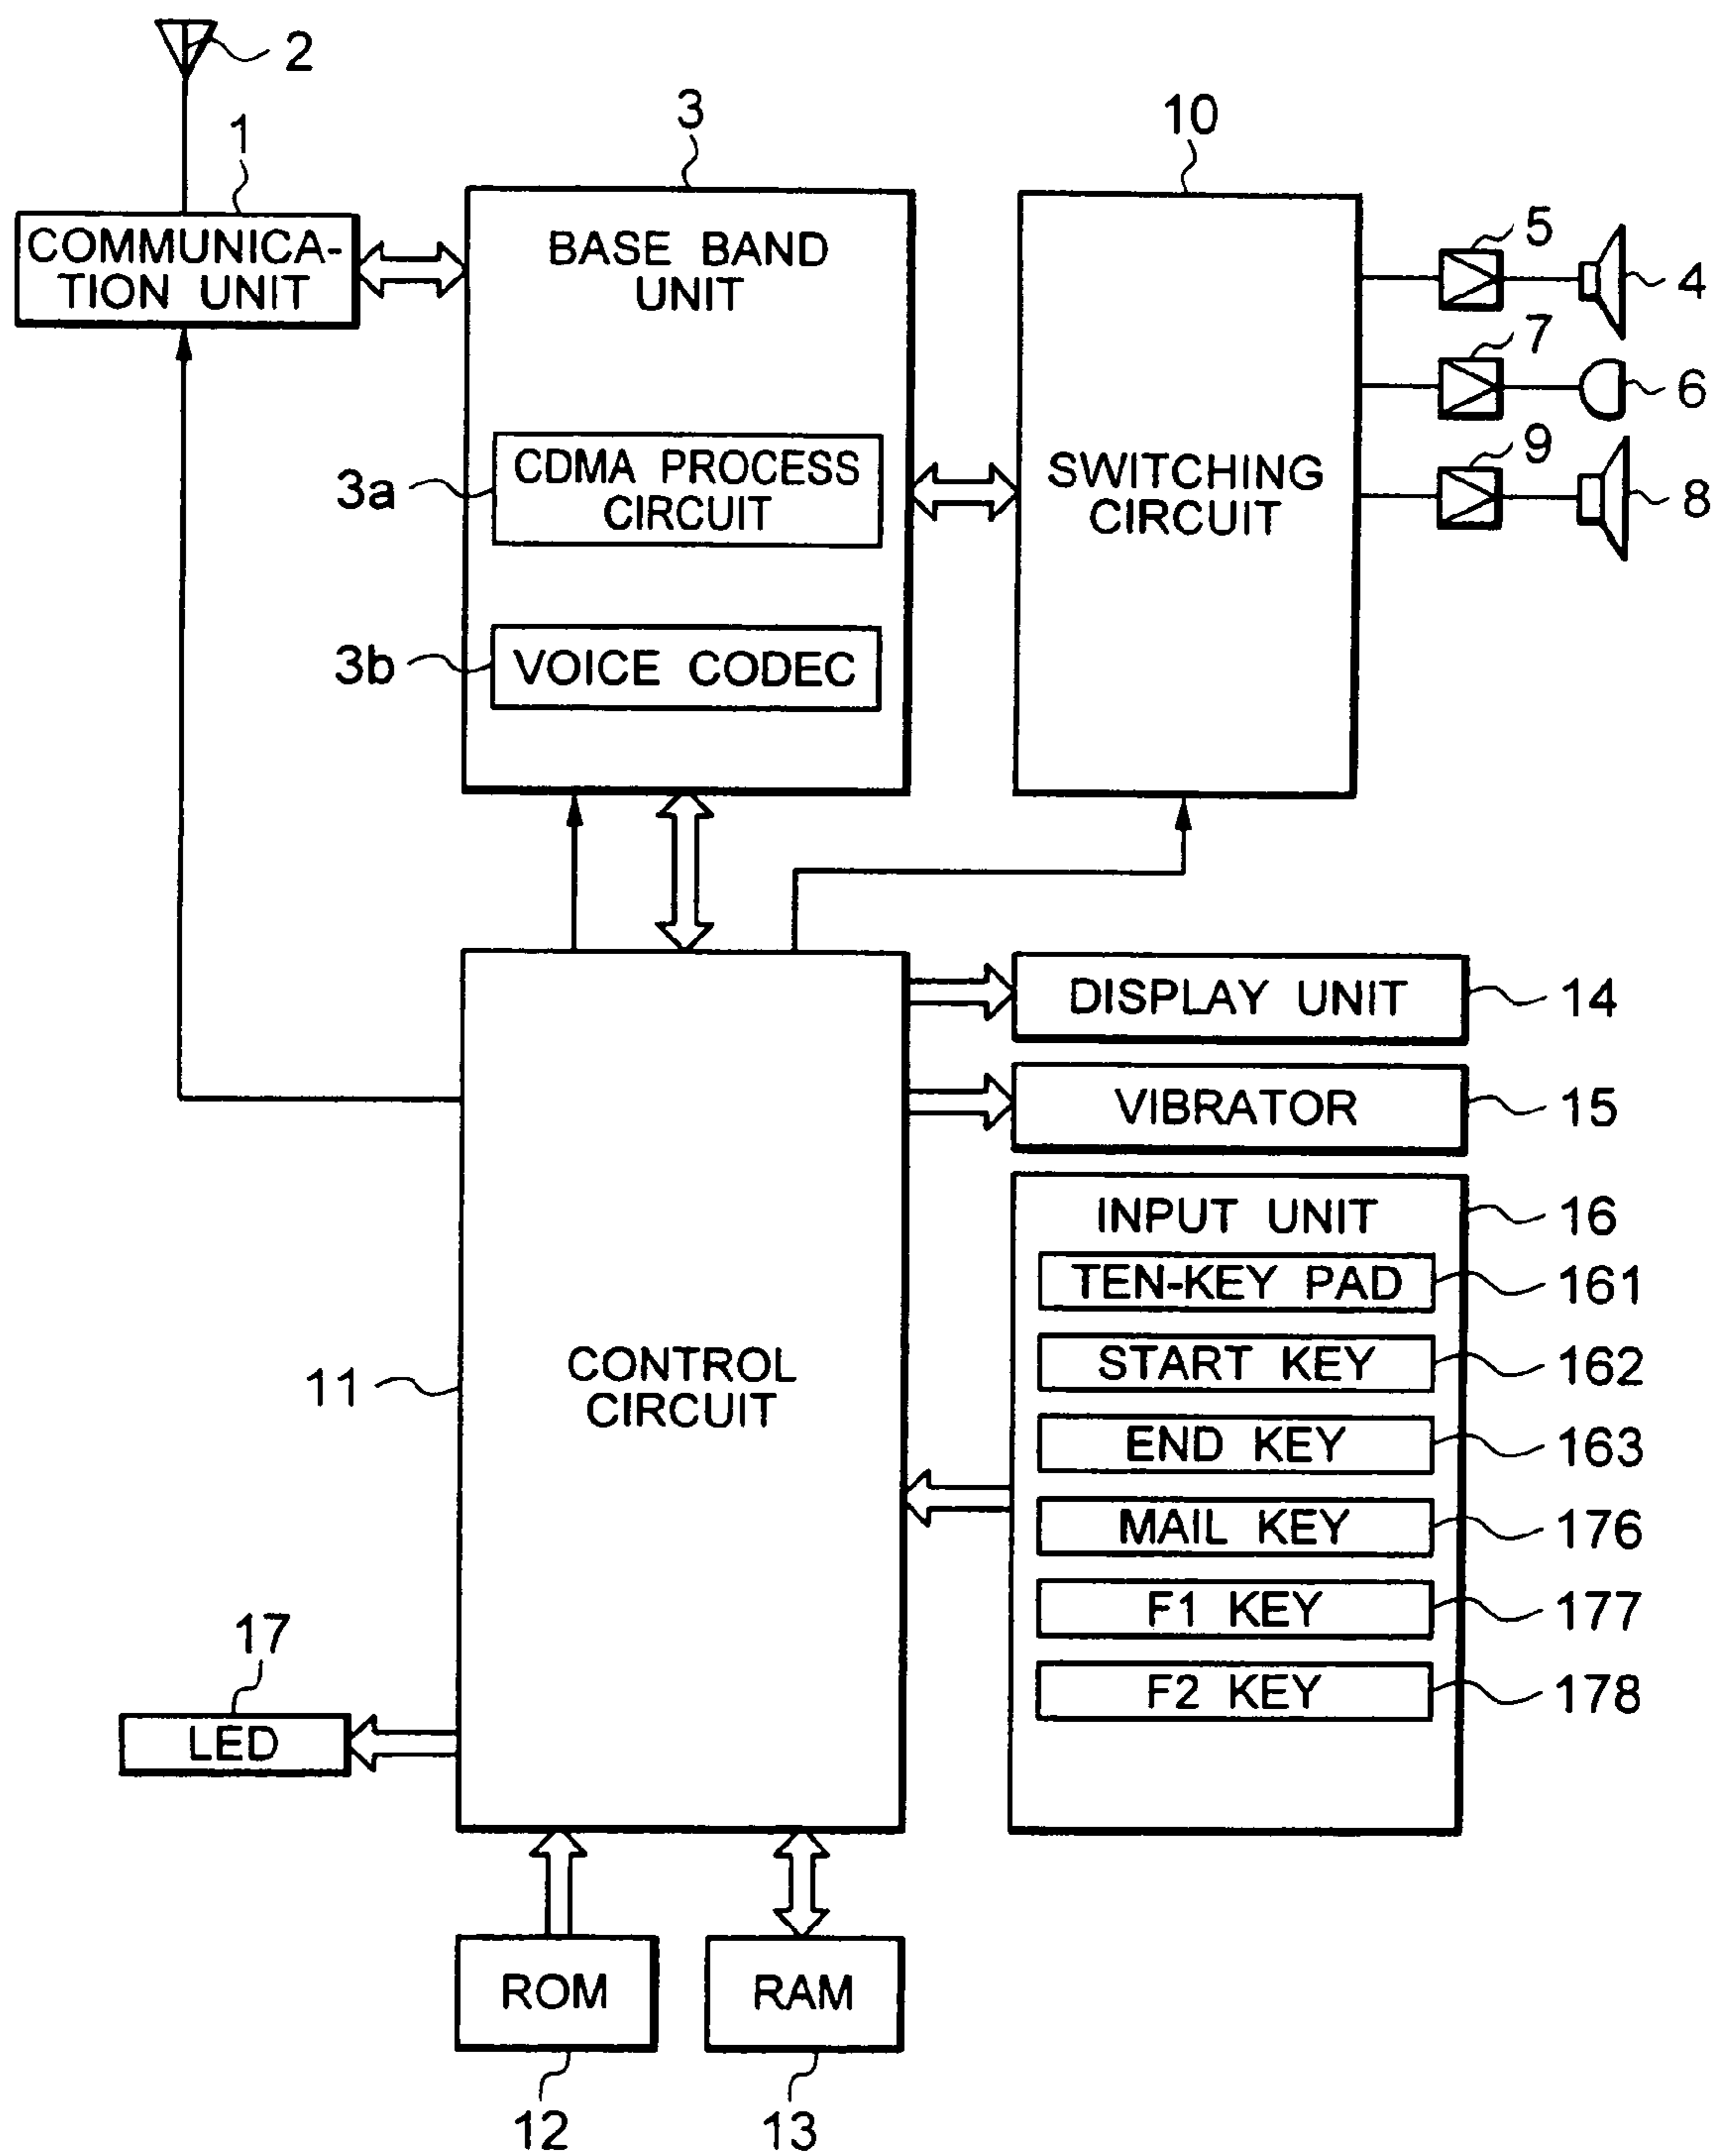 2
1
3
10
COMMUNICA-
TION UNIT
BASE BAND
UNIT
5
4
7
6
9
8
3a
CDMA PROCESS
CIRCUIT
SWITCHING
CIRCUIT
3b
VOICE CODEC
DISPLAY UNIT
14
VIBRATOR
15
INPUT UNIT
16
TEN-KEY PAD
161
11
CONTROL
CIRCUIT
START KEY
162
END KEY
163
MAIL KEY
176
F1 KEY
177
F2 KEY
178
17
LED
ROM
RAM
12
13